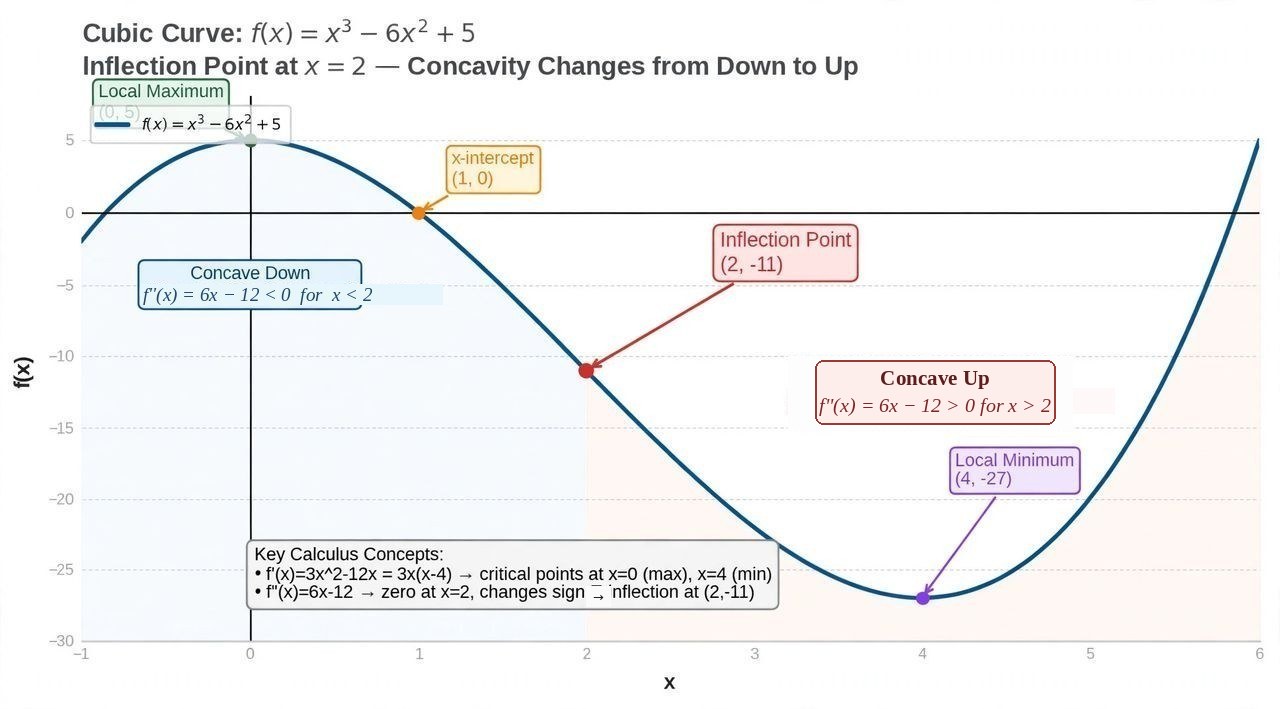 Cubic Curve: f(x) = x³ − 6x² + 5
Inflection Point at x = 2 — Concavity Changes from Down to Up
Local Maximum
(0, 5)
f(x) = x³ − 6x² + 5
x-intercept
(1, 0)
Inflection Point
(2, -11)
Concave Down
f''(x) = 6x − 12 < 0 for x < 2
Concave Up
f''(x) = 6x − 12 > 0 for x > 2
Local Minimum
(4, -27)
Key Calculus Concepts:
• f'(x)=3x^2-12x = 3x(x-4) → critical points at x=0 (max), x=4 (min)
• f''(x)=6x-12 → zero at x=2, changes sign → nflection at (2,-11)
f(x)
5
0
−5
−10
−15
−20
−25
−30
−1 0 1 2 3 4 5 6
x